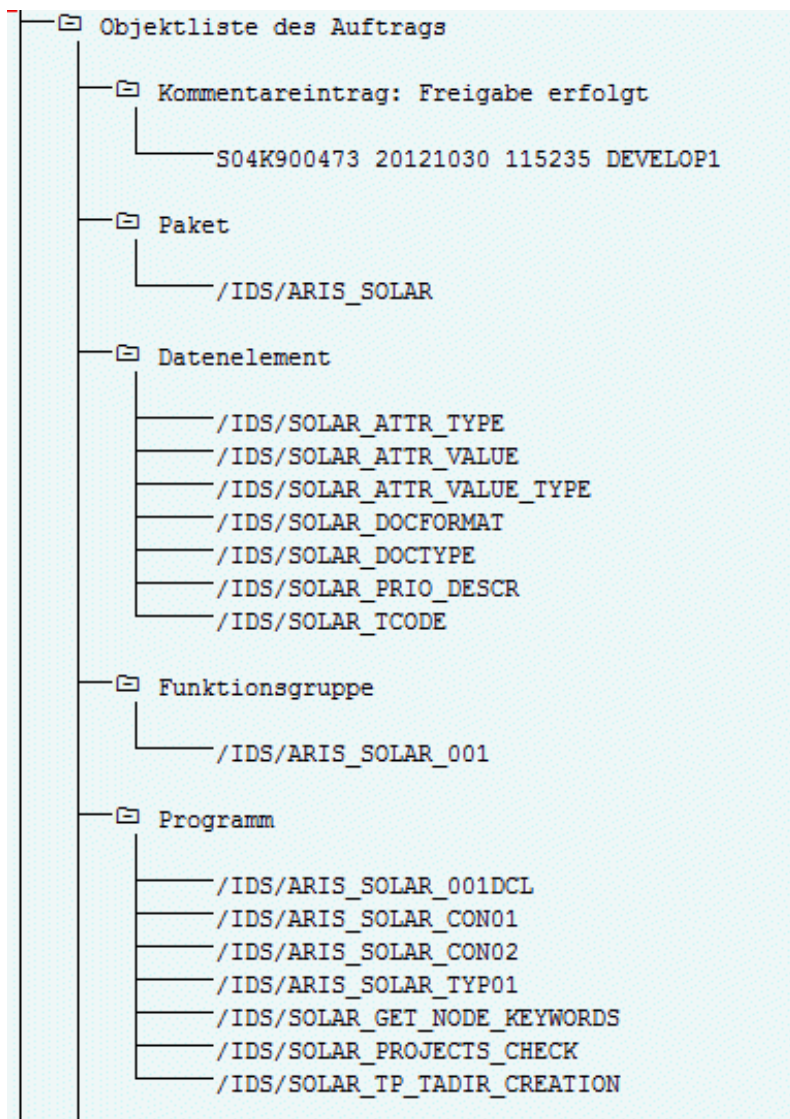 Objektliste des Auftrags
Kommentareintrag: Freigabe erfolgt
S04K900473 20121030 115235 DEVELOP1
Paket
/IDS/ARIS_SOLAR
Datenelement
/IDS/SOLAR_ATTR_TYPE
/IDS/SOLAR_ATTR_VALUE
/IDS/SOLAR_ATTR_VALUE_TYPE
/IDS/SOLAR_DOCFORMAT
/IDS/SOLAR_DOCTYPE
/IDS/SOLAR_PRIO_DESCR
/IDS/SOLAR_TCODE
Funktionsgruppe
/IDS/ARIS_SOLAR_001
Programm
/IDS/ARIS_SOLAR_001DCL
/IDS/ARIS_SOLAR_CON01
/IDS/ARIS_SOLAR_CON02
/IDS/ARIS_SOLAR_TYP01
/IDS/SOLAR_GET_NODE_KEYWORDS
/IDS/SOLAR_PROJECTS_CHECK
/IDS/SOLAR_TP_TADIR_CREATION